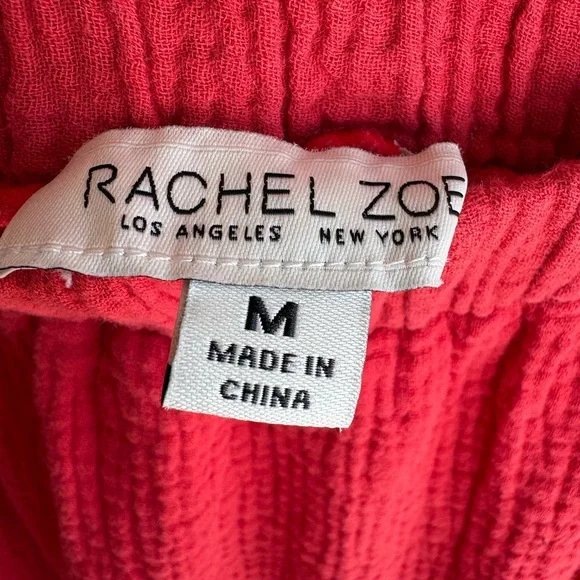 RACHEL ZOE
LOS ANGELES NEW YORK
M
MADE IN
CHINA